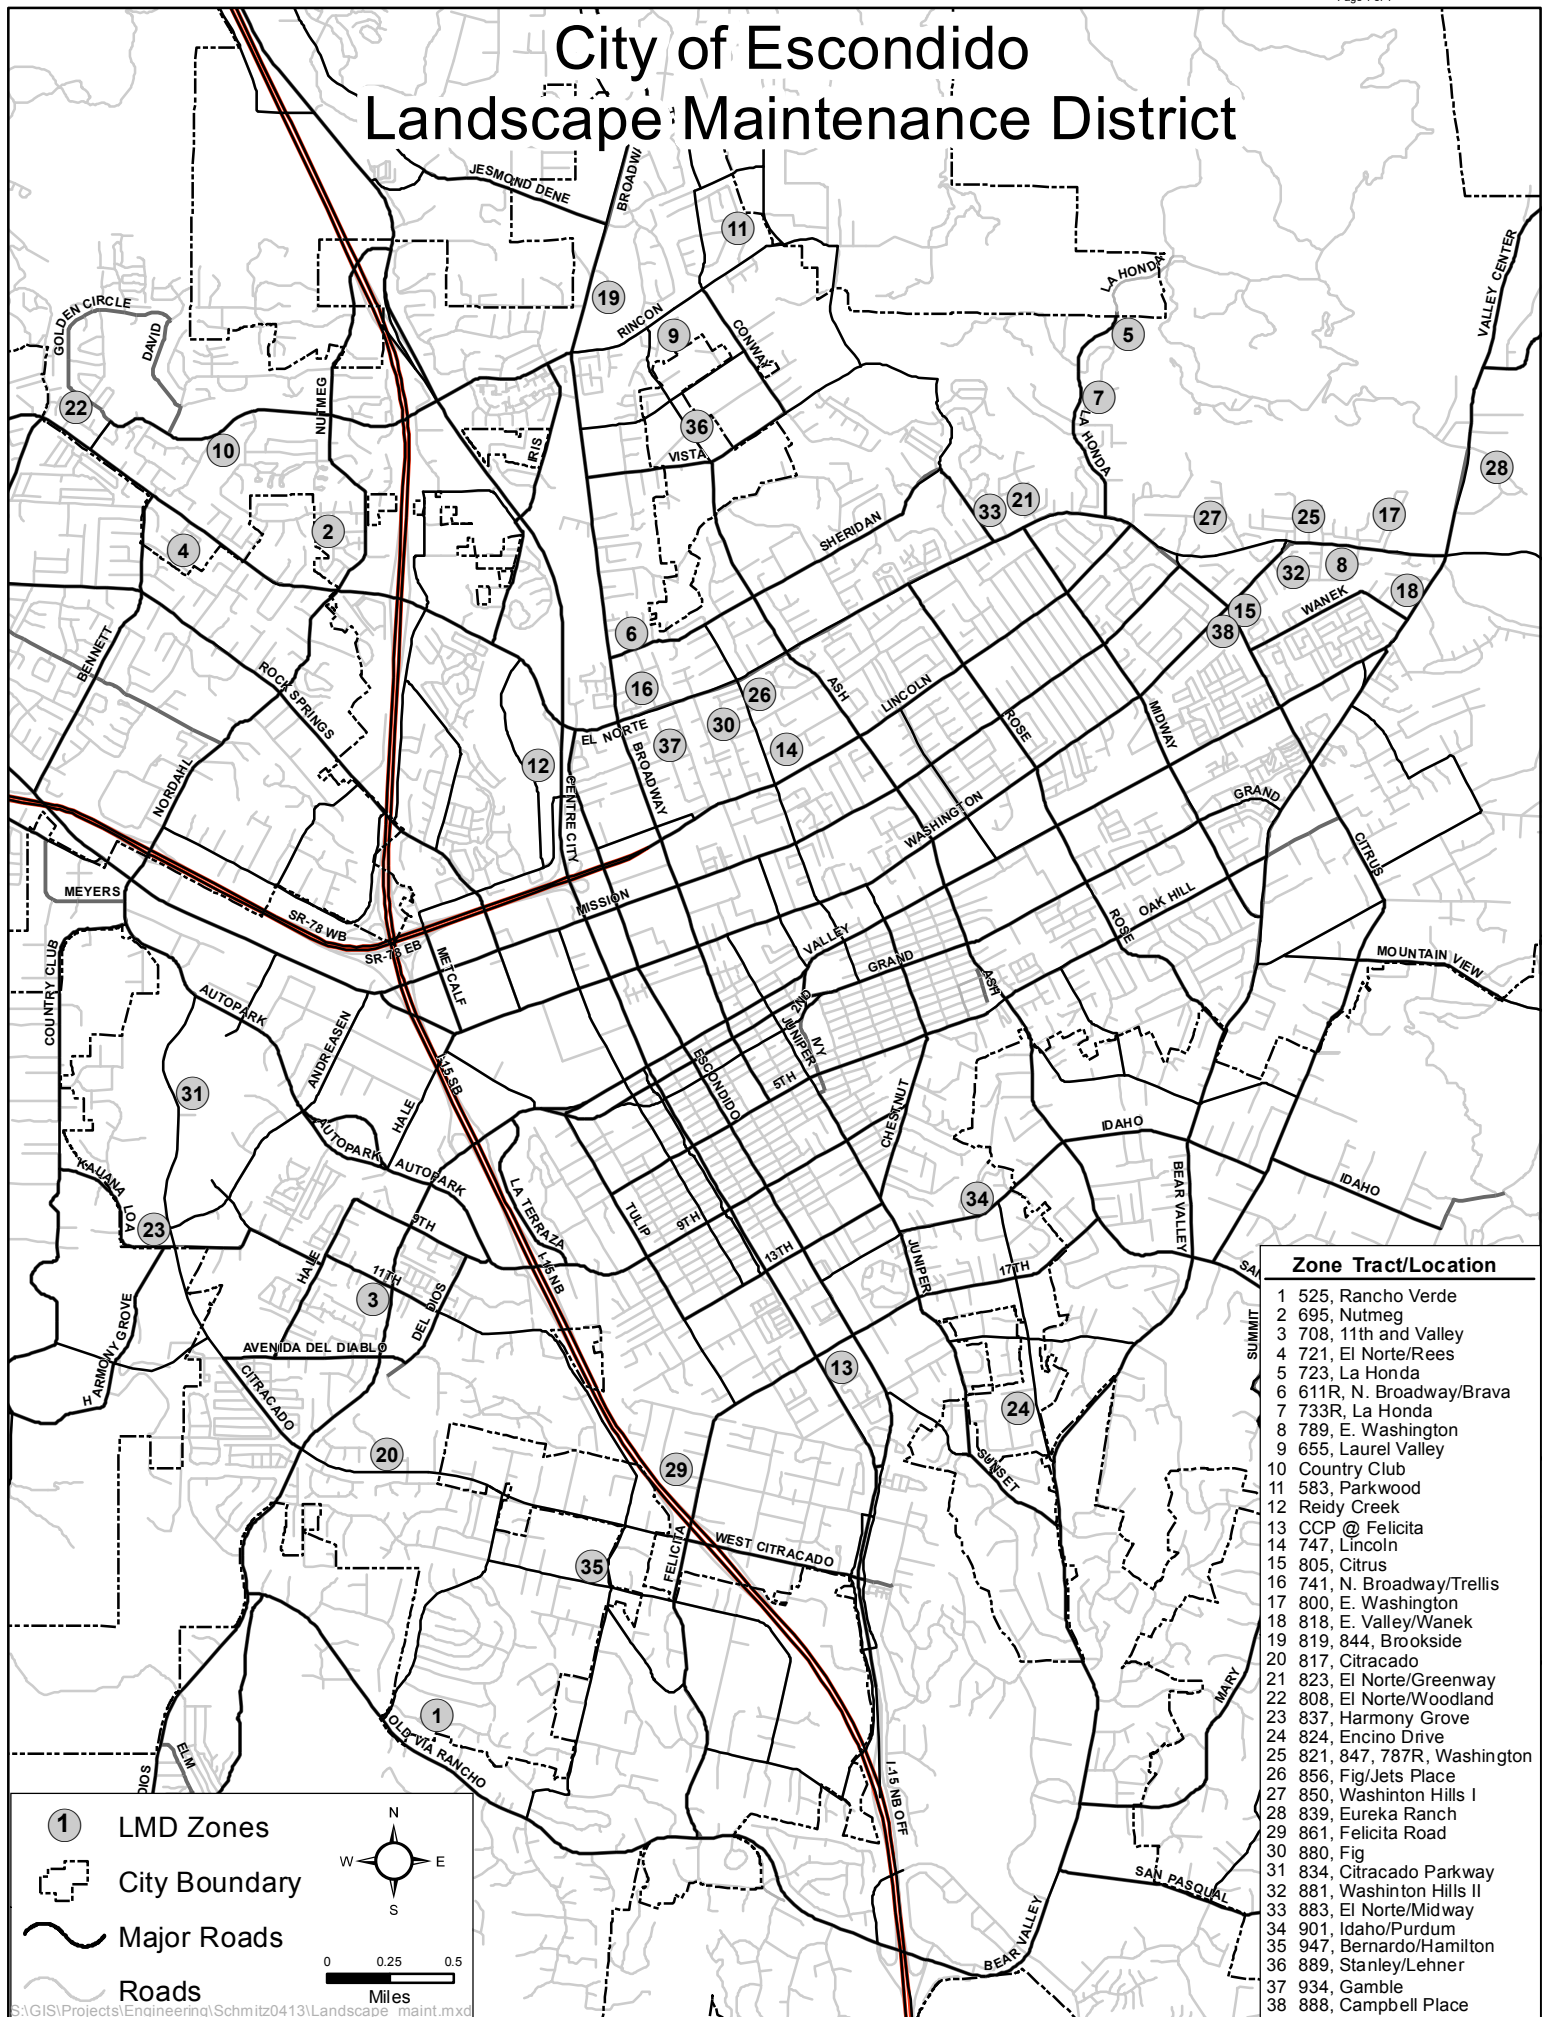 City of Escondido
Landscape Maintenance District
JESMOND DENE
11
VALLEY CENTER
LA HONDA
GOLDEN CIRCLE
DAVID
19
RINCON
9
CONWAY
5
22
NUTMEG
7
LA HONDA
10
IRIS
36
VISTA
28
2
4
SHERIDAN
33
21
27
25
17
32
8
18
WANEK
15
38
6
BENNETT
ROCK SPRINGS
16
26
ASH
LINCOLN
ROSE
MIDWAY
EL NORTE
BROADWAY
37
30
14
12
NORDAHL
CENTRE CITY
GRAND
WASHINGTON
CITRUS
MEYERS
SR-78 WB
SR-78 EB
METCALF
MISSION
VALLEY
GRAND
ASH
ROSE
OAK HILL
MOUNTAIN VIEW
COUNTRY CLUB
AUTOPARK
ANDREASEN
2ND
IVY
JUNIPER
5TH
ESCONDIDO
I-15 SB
31
HALE
CHESTNUT
IDAHO
AUTOPARK
AUTOPARK
KAUANA LOA
BEAR VALLEY
IDAHO
LA TERRAZA
TULIP
9TH
34
23
9TH
13TH
JUNIPER
17TH
HALE
11TH
I-15 NB
3
DEL DIOS
HARMONY GROVE
SUMMIT
AVENIDA DEL DIABLO
CITRACADO
13
24
20
29
SUNSET
WEST CITRACADO
FELICITA
35
MARY
1
OLD VIA RANCHO
ELM
I-15 NB OFF
SAN PASQUAL
BEAR VALLEY
Zone Tract/Location
1 525, Rancho Verde
2 695, Nutmeg
3 708, 11th and Valley
4 721, El Norte/Rees
5 723, La Honda
6 611R, N. Broadway/Brava
7 733R, La Honda
8 789, E. Washington
9 655, Laurel Valley
10 Country Club
11 583, Parkwood
12 Reidy Creek
13 CCP @ Felicita
14 747, Lincoln
15 805, Citrus
16 741, N. Broadway/Trellis
17 800, E. Washington
18 818, E. Valley/Wanek
19 819, 844, Brookside
20 817, Citracado
21 823, El Norte/Greenway
22 808, El Norte/Woodland
23 837, Harmony Grove
24 824, Encino Drive
25 821, 847, 787R, Washington
26 856, Fig/Jets Place
27 850, Washinton Hills I
28 839, Eureka Ranch
29 861, Felicita Road
30 880, Fig
31 834, Citracado Parkway
32 881, Washinton Hills II
33 883, El Norte/Midway
34 901, Idaho/Purdum
35 947, Bernardo/Hamilton
36 889, Stanley/Lehner
37 934, Gamble
38 888, Campbell Place
1 LMD Zones
City Boundary
Major Roads
Roads
N
W E
S
0 0.25 0.5
Miles
S:\GIS\Projects\Engineering\Schmitz0413\Landscape_maint.mxd